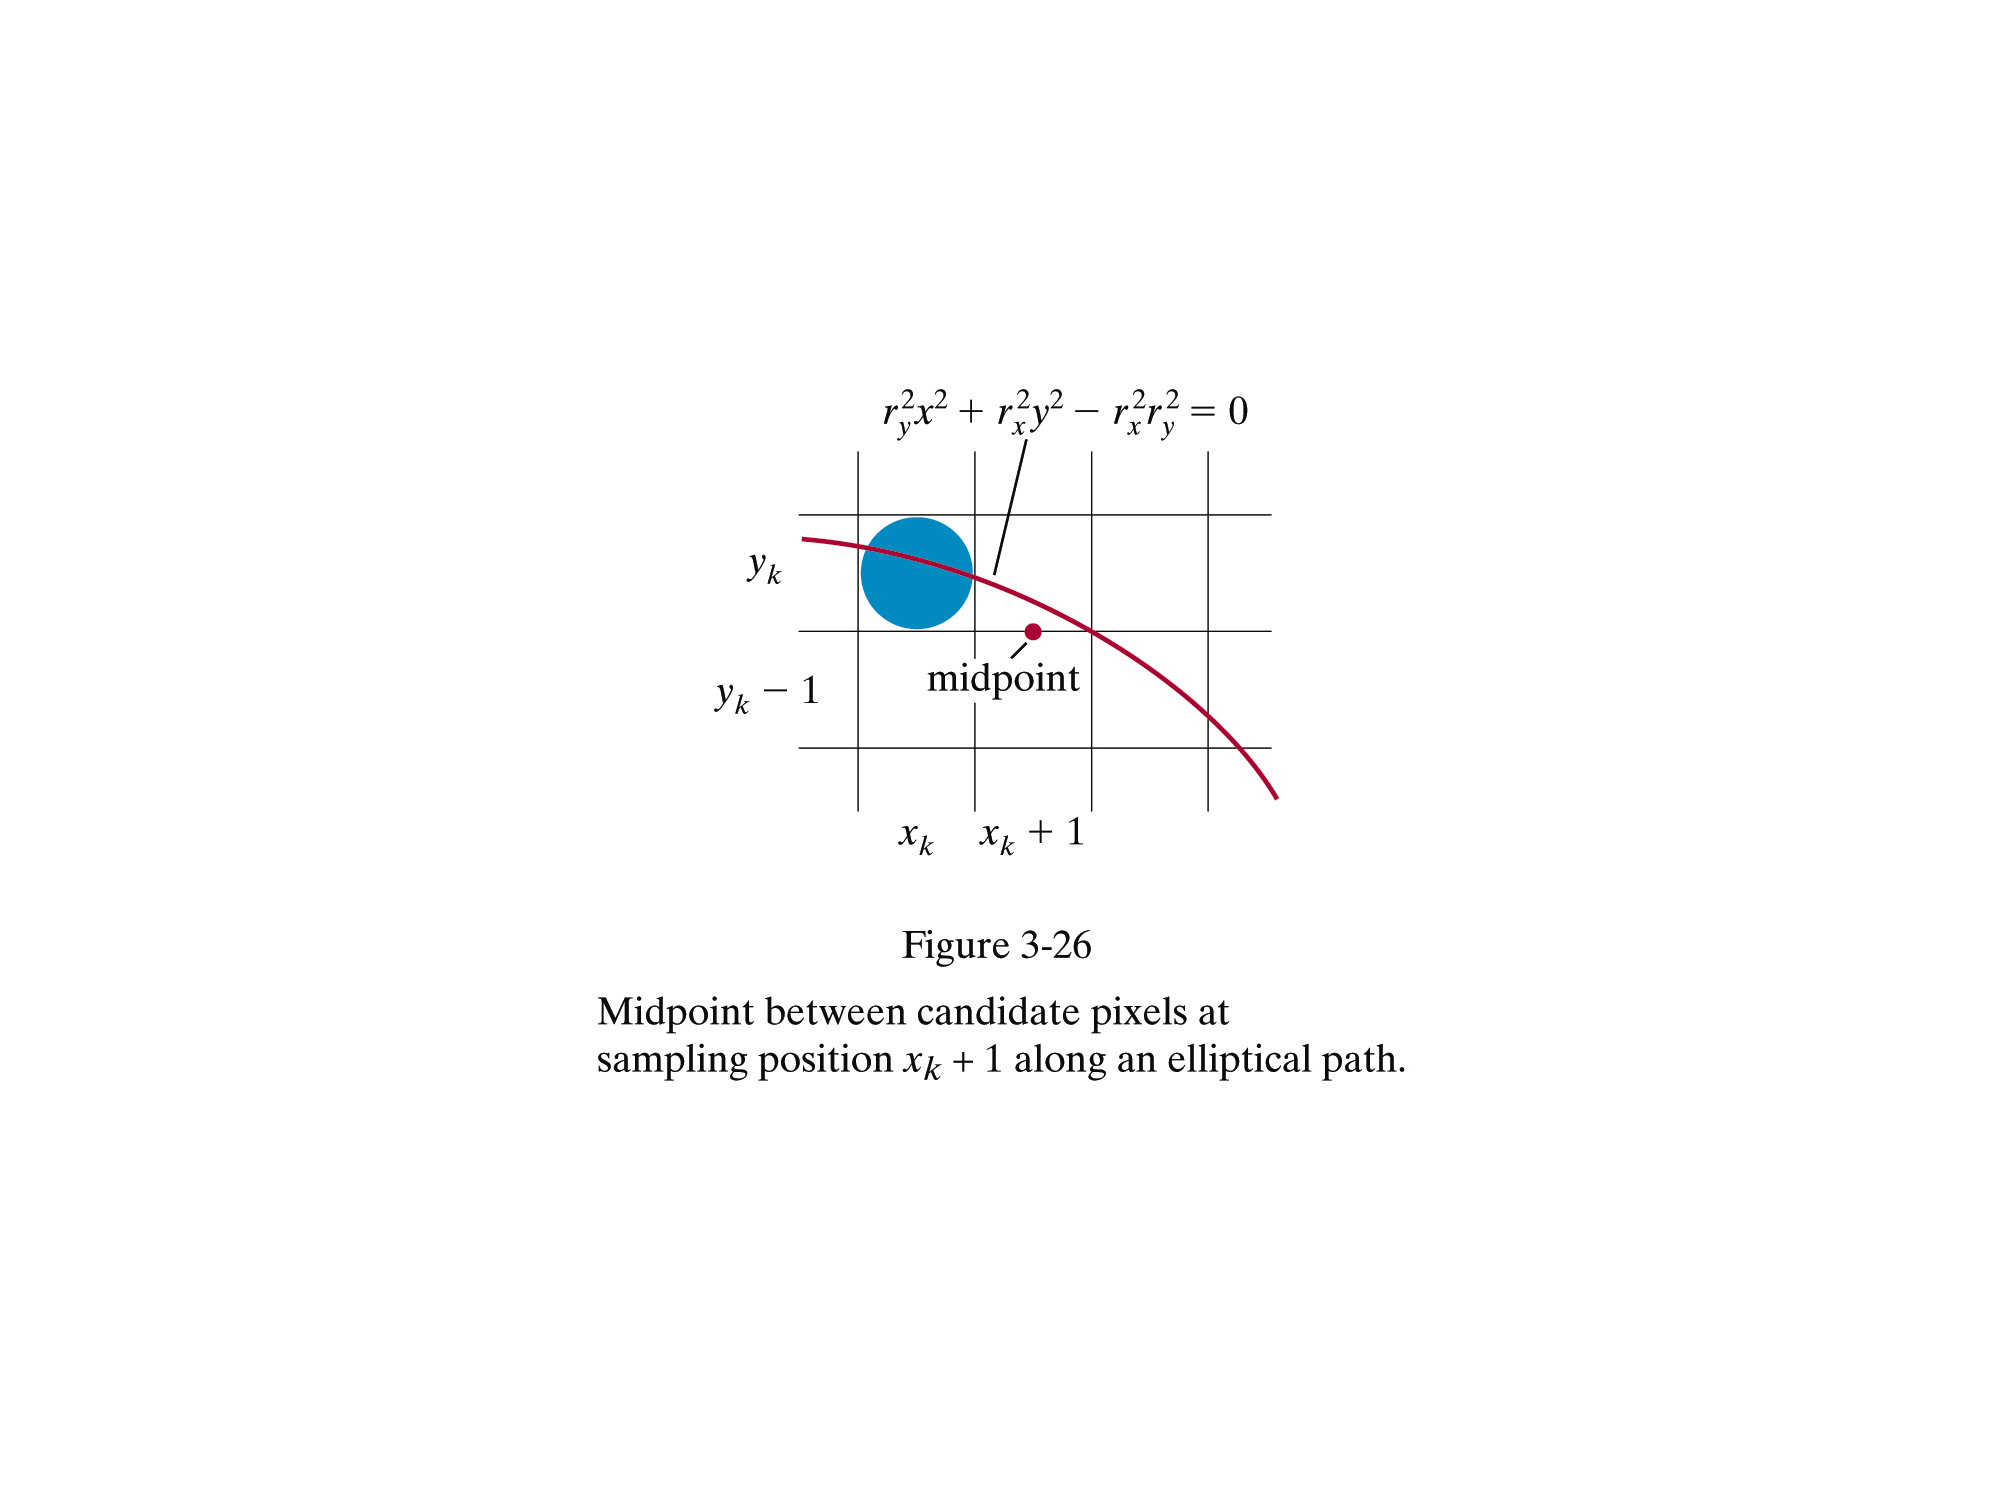 r_y^2x^2 + r_x^2y^2 − r_x^2r_y^2 = 0
y_k
midpoint
y_k − 1
x_k x_k + 1
Figure 3-26
Midpoint between candidate pixels at
sampling position x_k + 1 along an elliptical path.